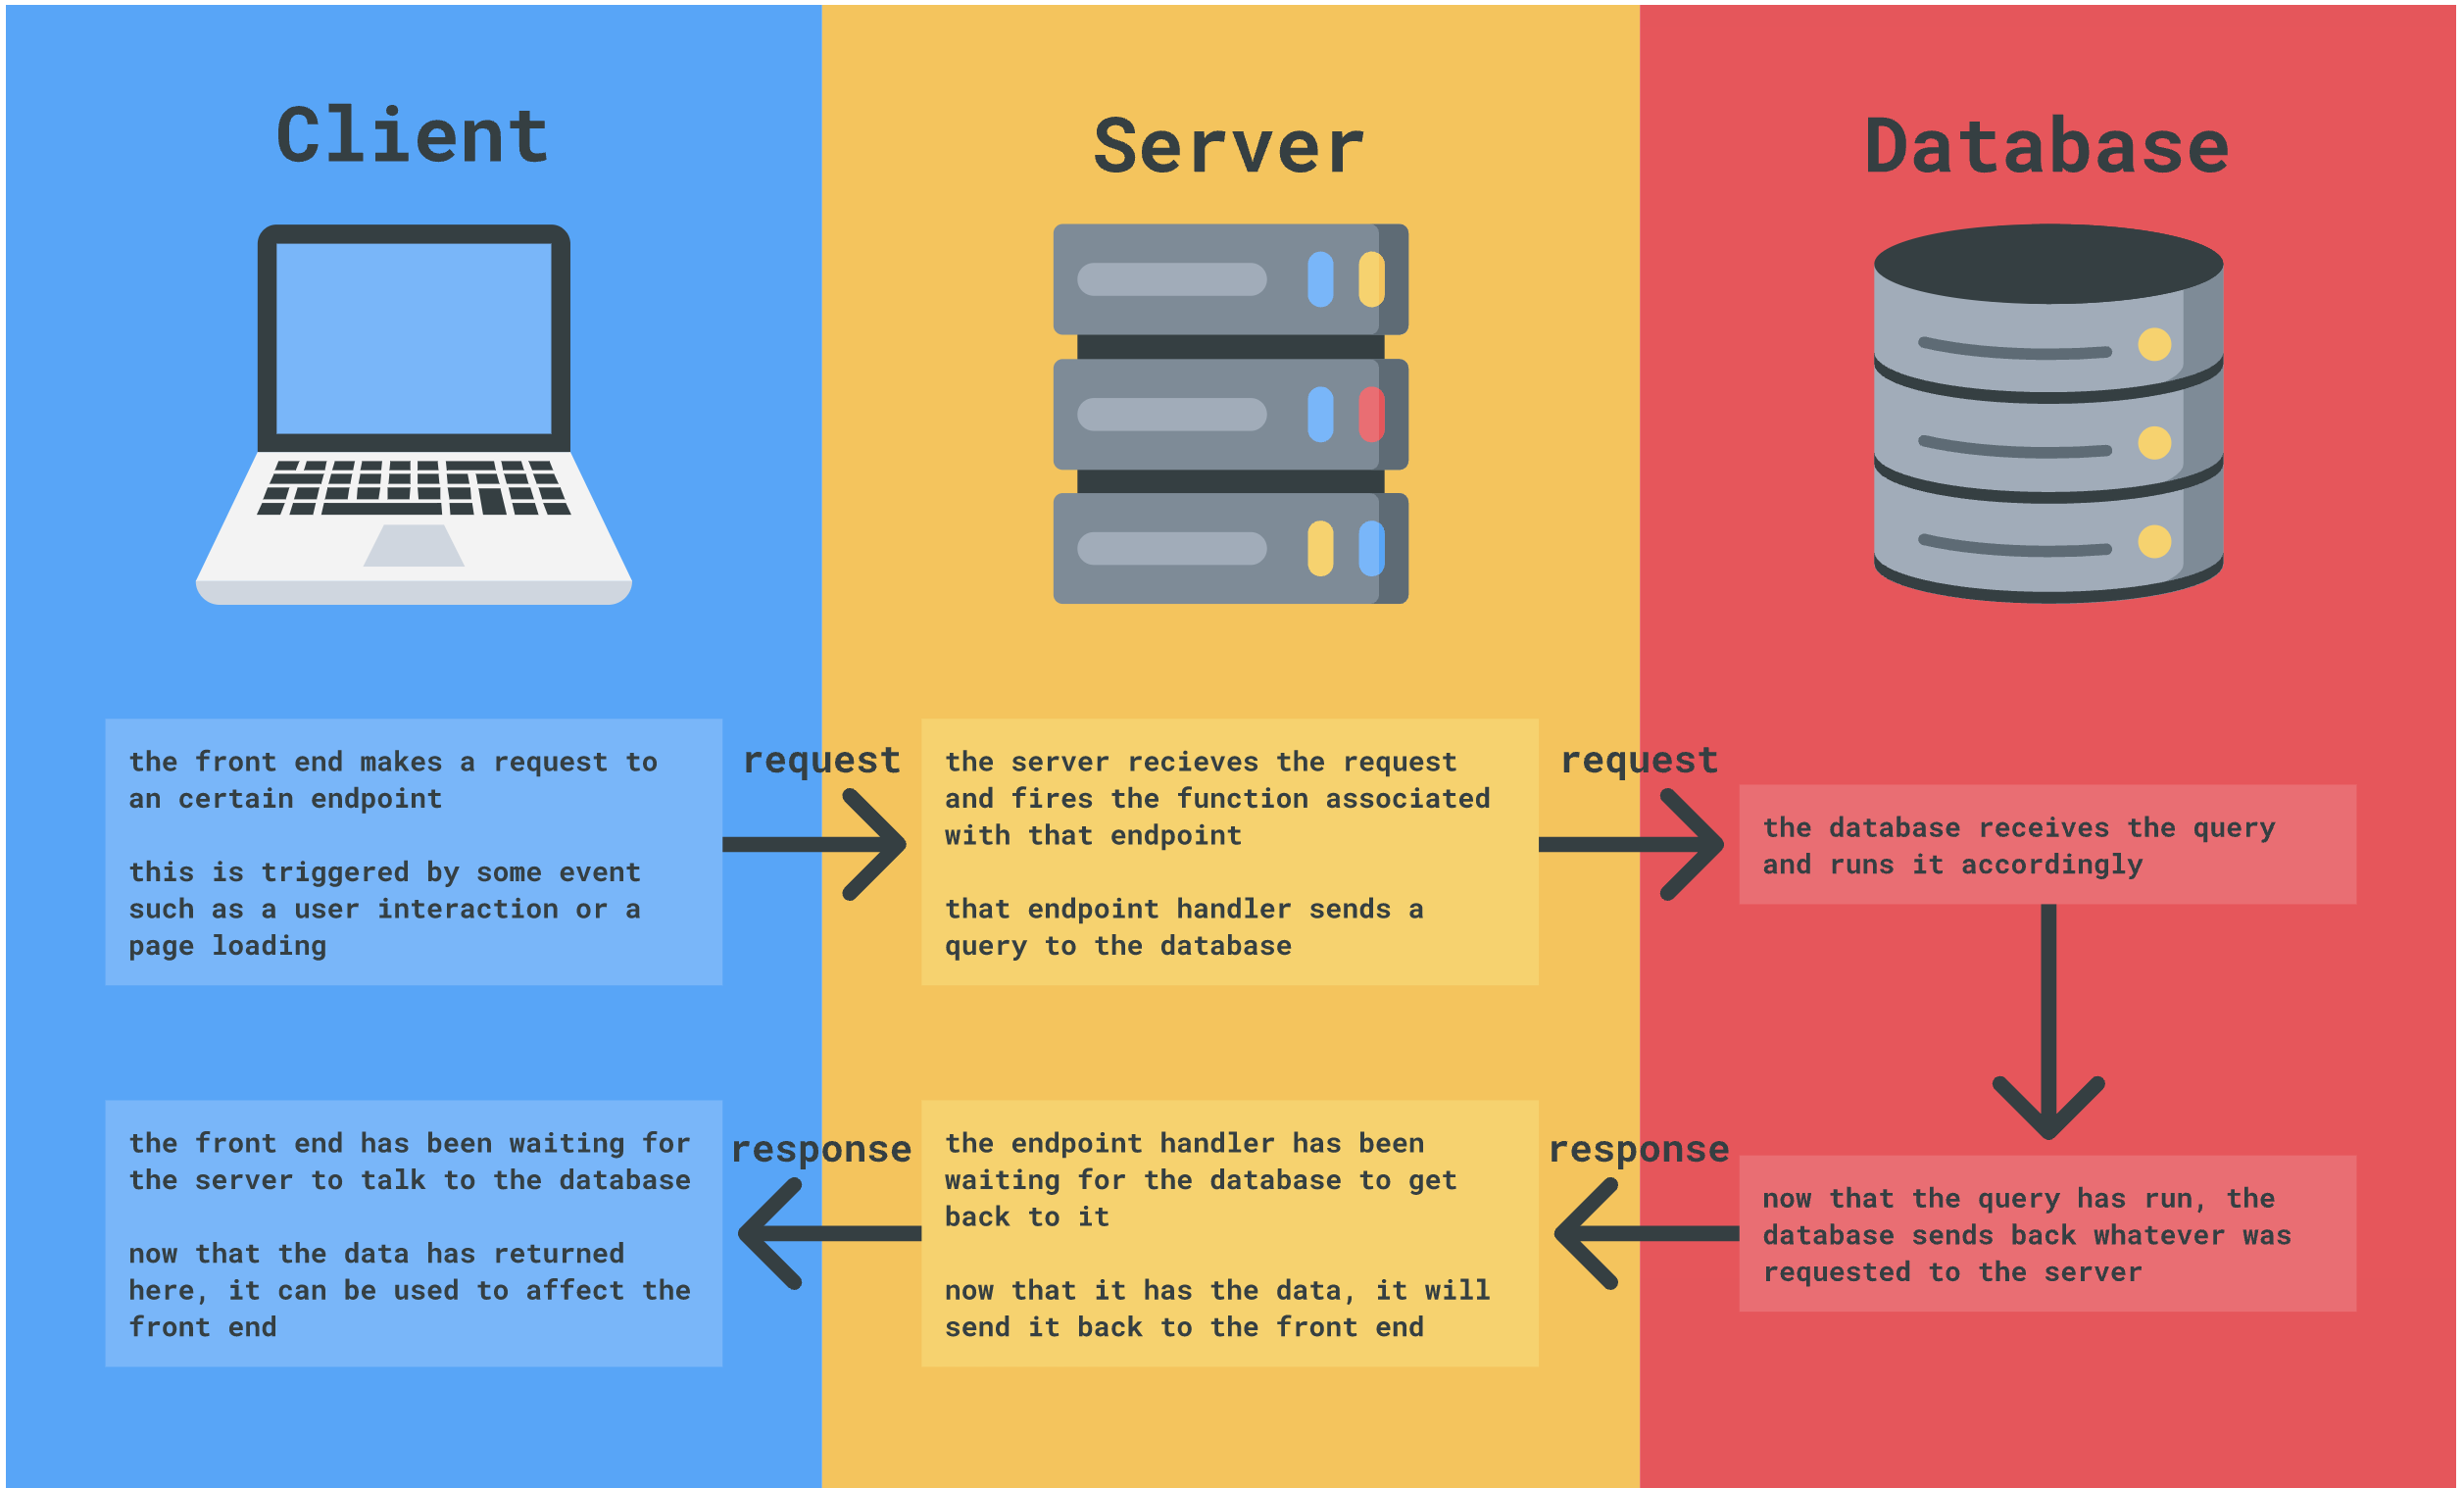 Client
Server
Database
the front end makes a request to
an certain endpoint
this is triggered by some event
such as a user interaction or a
page loading
request
the server recieves the request
and fires the function associated
with that endpoint
that endpoint handler sends a
query to the database
request
the database receives the query
and runs it accordingly
the front end has been waiting for
the server to talk to the database
now that the data has returned
here, it can be used to affect the
front end
response
the endpoint handler has been
waiting for the database to get
back to it
now that it has the data, it will
send it back to the front end
response
now that the query has run, the
database sends back whatever was
requested to the server